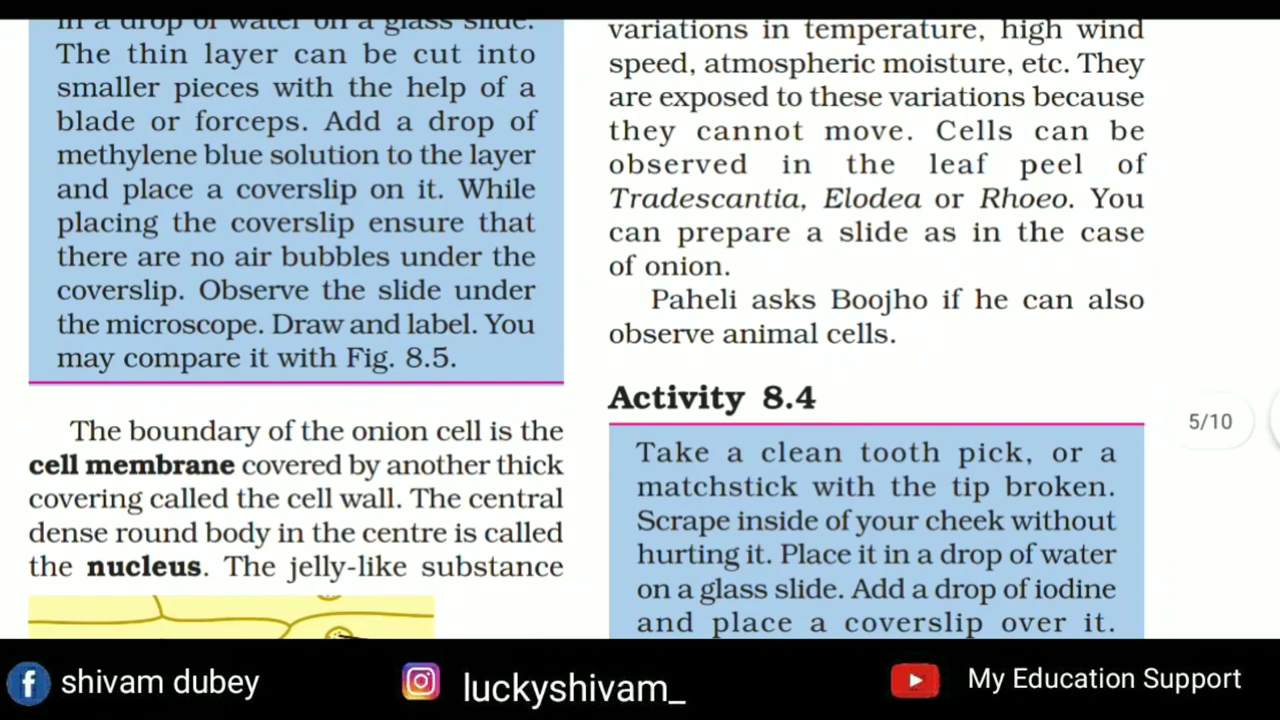 in a drop of water on a glass slide.
The thin layer can be cut into
smaller pieces with the help of a
blade or forceps. Add a drop of
methylene blue solution to the layer
and place a coverslip on it. While
placing the coverslip ensure that
there are no air bubbles under the
coverslip. Observe the slide under
the microscope. Draw and label. You
may compare it with Fig. 8.5.
The boundary of the onion cell is the
cell membrane covered by another thick
covering called the cell wall. The central
dense round body in the centre is called
the nucleus. The jelly-like substance
variations in temperature, high wind
speed, atmospheric moisture, etc. They
are exposed to these variations because
they cannot move. Cells can be
observed in the leaf peel of
Tradescantia, Elodea or Rhoeo. You
can prepare a slide as in the case
of onion.
Paheli asks Boojho if he can also
observe animal cells.
Activity 8.4
Take a clean tooth pick, or a
matchstick with the tip broken.
Scrape inside of your cheek without
hurting it. Place it in a drop of water
on a glass slide. Add a drop of iodine
and place a coverslip over it.
5/10
shivam dubey
luckyshivam_
My Education Support